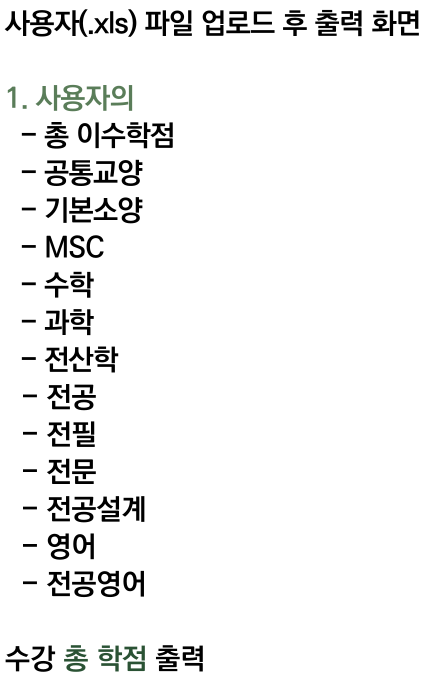 사용자(.xls) 파일 업로드 후 출력 화면
1. 사용자의
- 총 이수학점
- 공통교양
- 기본소양
- MSC
- 수학
- 과학
- 전산학
- 전공
- 전필
- 전문
- 전공설계
- 영어
- 전공영어
수강 총 학점 출력